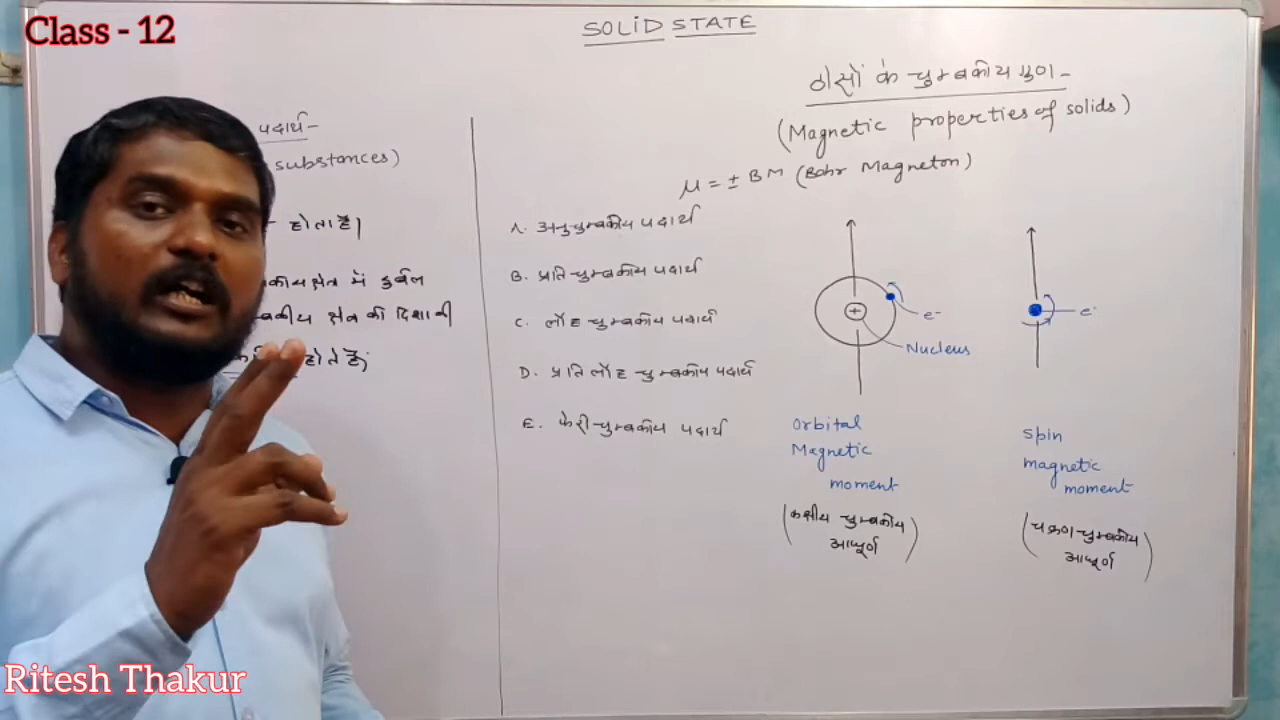 Class - 12
SOLID STATE
ठोसों के चुम्बकीय गुण -
(Magnetic properties of solids)
μ = ± BM (Bohr Magneton)
पदार्थ -
substances)
होता है।
कीय क्षेत्र में दुर्बल
म्बकीय क्षेत्र की दिशा की
होते हैं;
A. अनुचुम्बकीय पदार्थ
B. प्रति चुम्बकीय पदार्थ
C. लौह चुम्बकीय पदार्थ
D. प्रति लौह चुम्बकीय पदार्थ
E. फेरी चुम्बकीय पदार्थ
+
e-
Nucleus
orbital
Magnetic
moment
(कक्षीय चुम्बकीय
आघूर्ण)
e-
spin
magnetic
moment
(चक्रण चुम्बकीय
आघूर्ण)
Ritesh Thakur